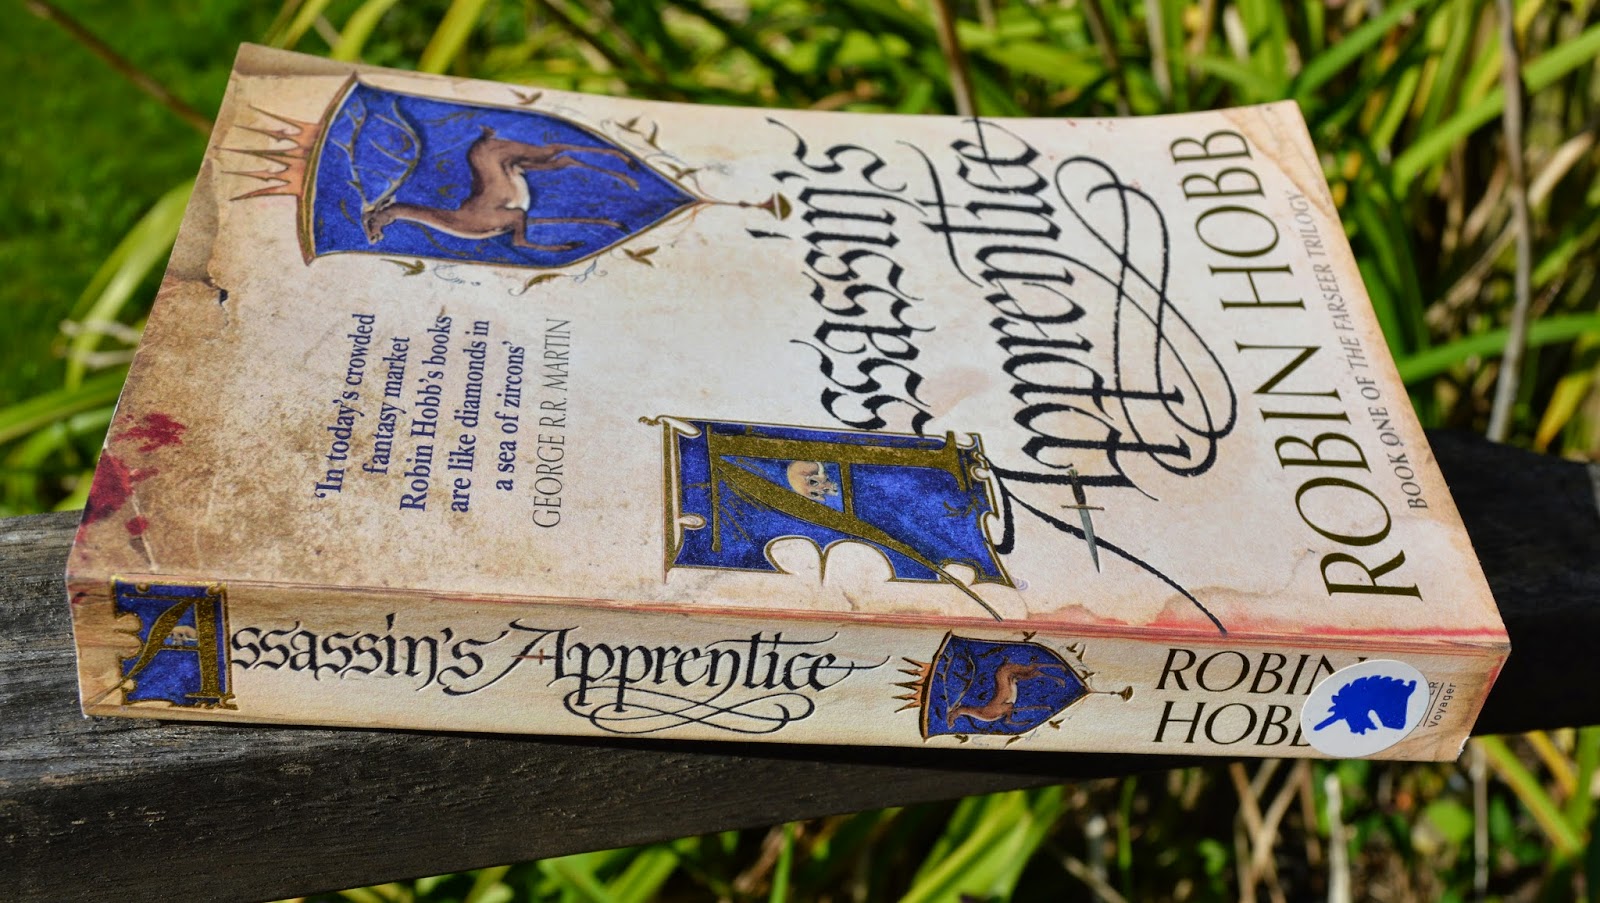 'In today's crowded
fantasy market
Robin Hobb's books
are like diamonds in
a sea of zircons'
GEORGE R.R. MARTIN
Assassin's
Apprentice
ROBIN HOBB
BOOK ONE OF THE FARSEER TRILOGY
Assassin's Apprentice
ROBIN
HOBB
Voyager